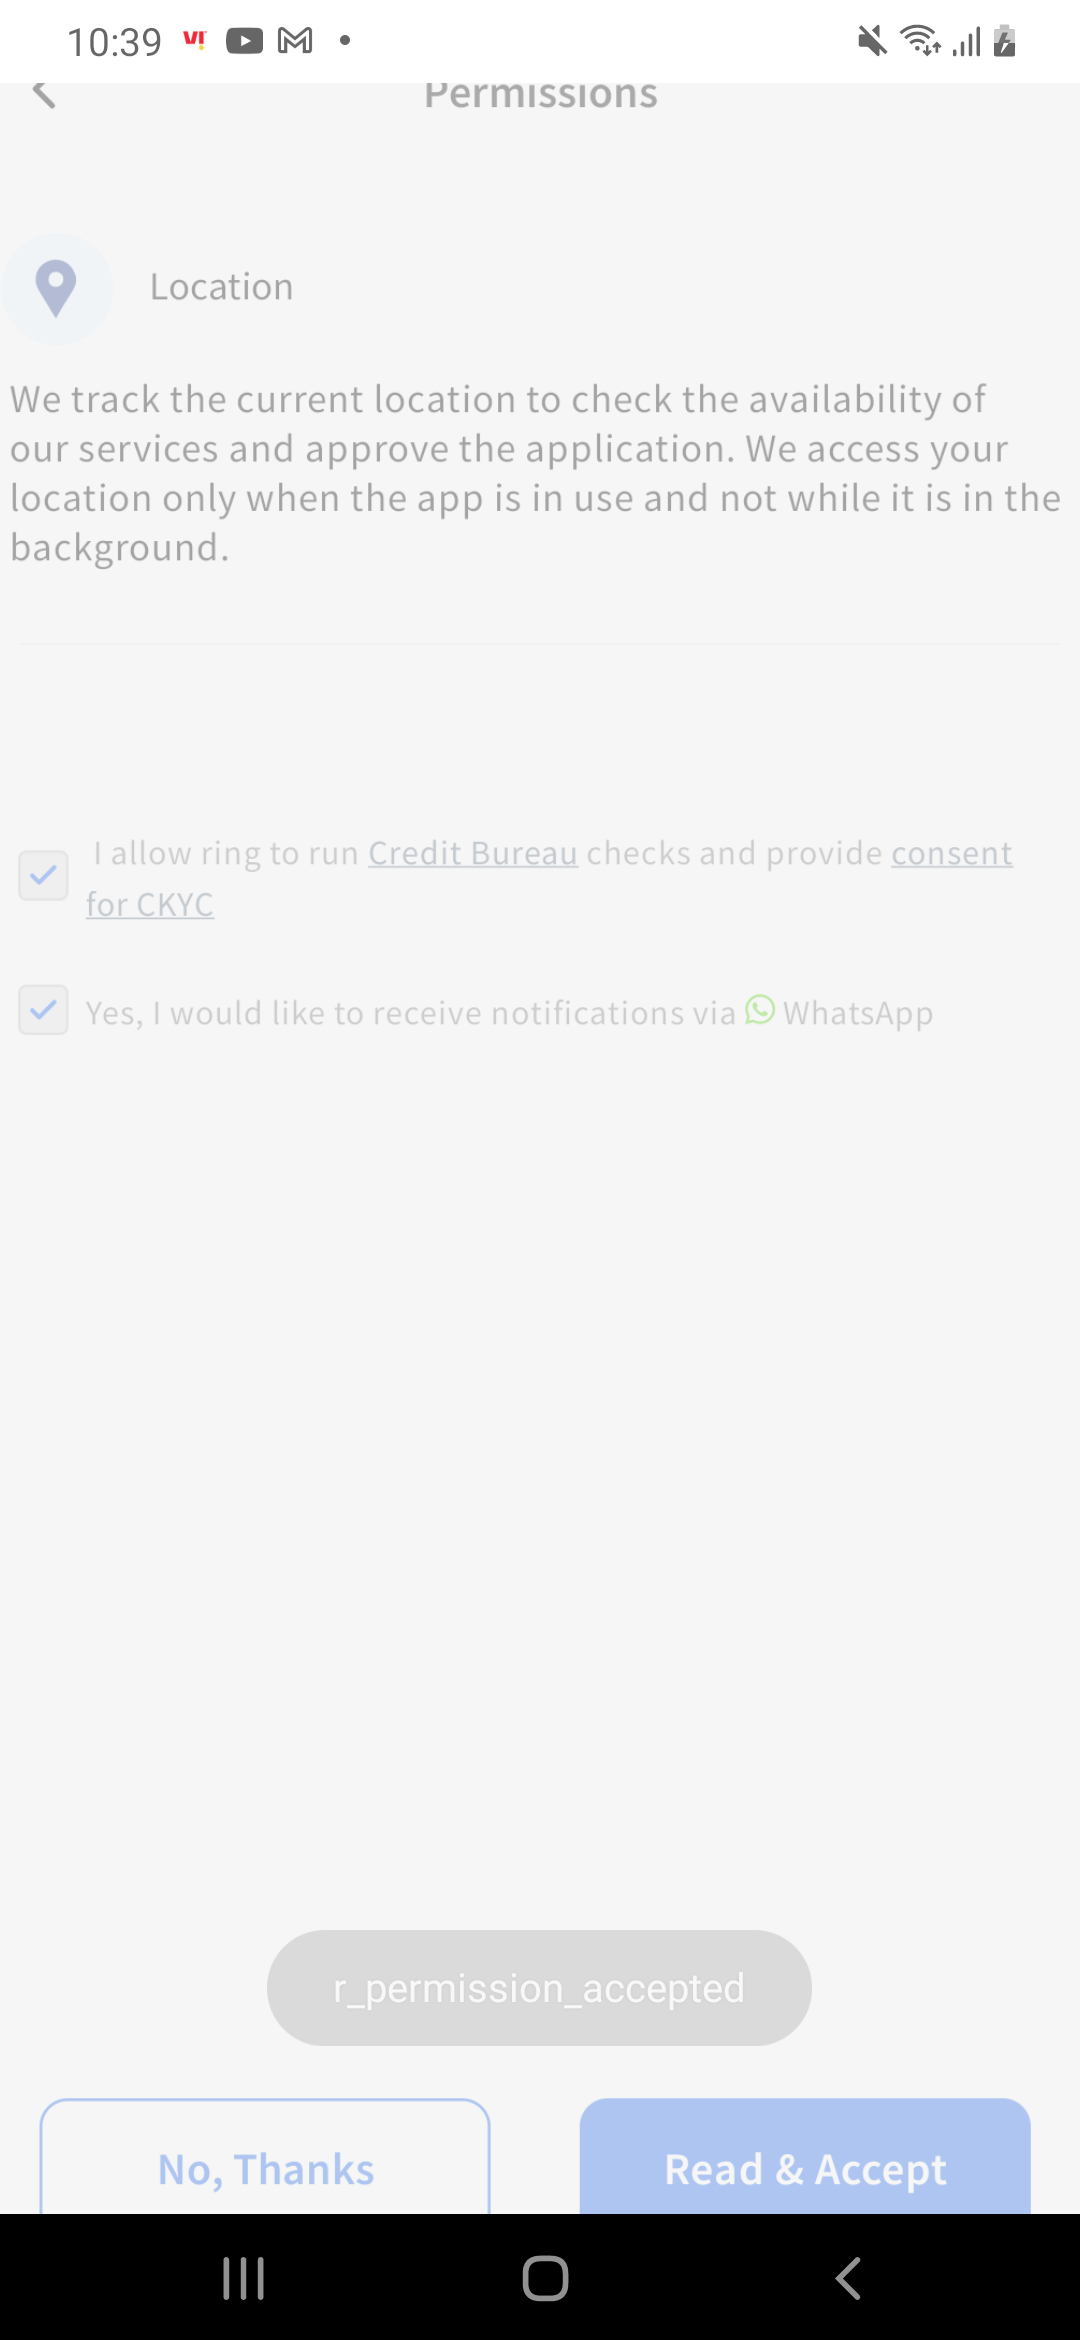 10:39
Permissions
Location
We track the current location to check the availability of
our services and approve the application. We access your
location only when the app is in use and not while it is in the
background.
I allow ring to run Credit Bureau checks and provide consent
for CKYC
Yes, I would like to receive notifications via WhatsApp
r_permission_accepted
No, Thanks
Read & Accept